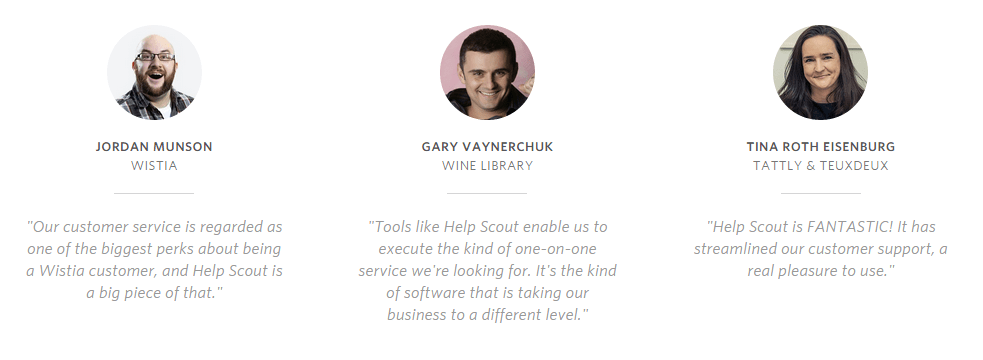 JORDAN MUNSON
WISTIA
"Our customer service is regarded as
one of the biggest perks about being
a Wistia customer, and Help Scout is
a big piece of that."
GARY VAYNERCHUK
WINE LIBRARY
"Tools like Help Scout enable us to
execute the kind of one-on-one
service we're looking for. It's the kind
of software that is taking our
business to a different level."
TINA ROTH EISENBURG
TATTLY & TEUXDEUX
"Help Scout is FANTASTIC! It has
streamlined our customer support, a
real pleasure to use."